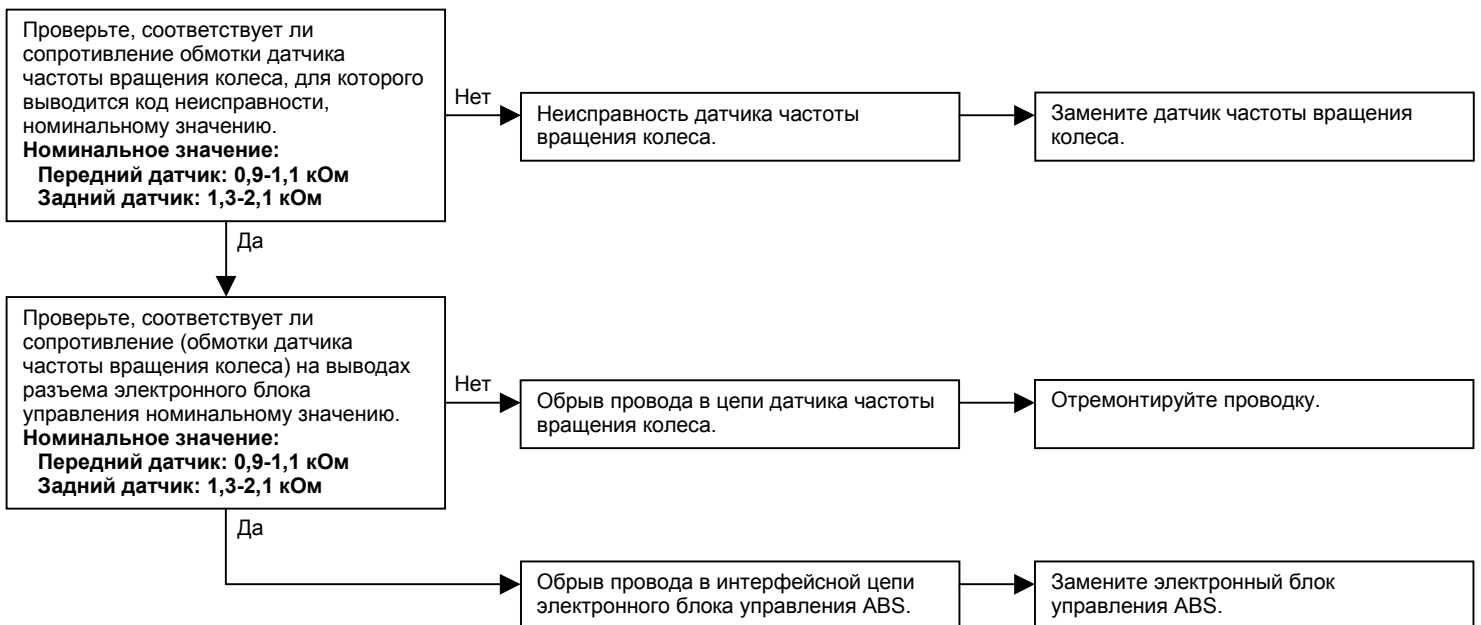 Проверьте, соответствует ли
сопротивление обмотки датчика
частоты вращения колеса, для которого
выводится код неисправности,
номинальному значению.
Номинальное значение:
Передний датчик: 0,9-1,1 кОм
Задний датчик: 1,3-2,1 кОм
Нет
Неисправность датчика частоты
вращения колеса.
Замените датчик частоты вращения
колеса.
Да
Проверьте, соответствует ли
сопротивление (обмотки датчика
частоты вращения колеса) на выводах
разъема электронного блока
управления номинальному значению.
Номинальное значение:
Передний датчик: 0,9-1,1 кОм
Задний датчик: 1,3-2,1 кОм
Нет
Обрыв провода в цепи датчика частоты
вращения колеса.
Отремонтируйте проводку.
Да
Обрыв провода в интерфейсной цепи
электронного блока управления ABS.
Замените электронный блок
управления ABS.